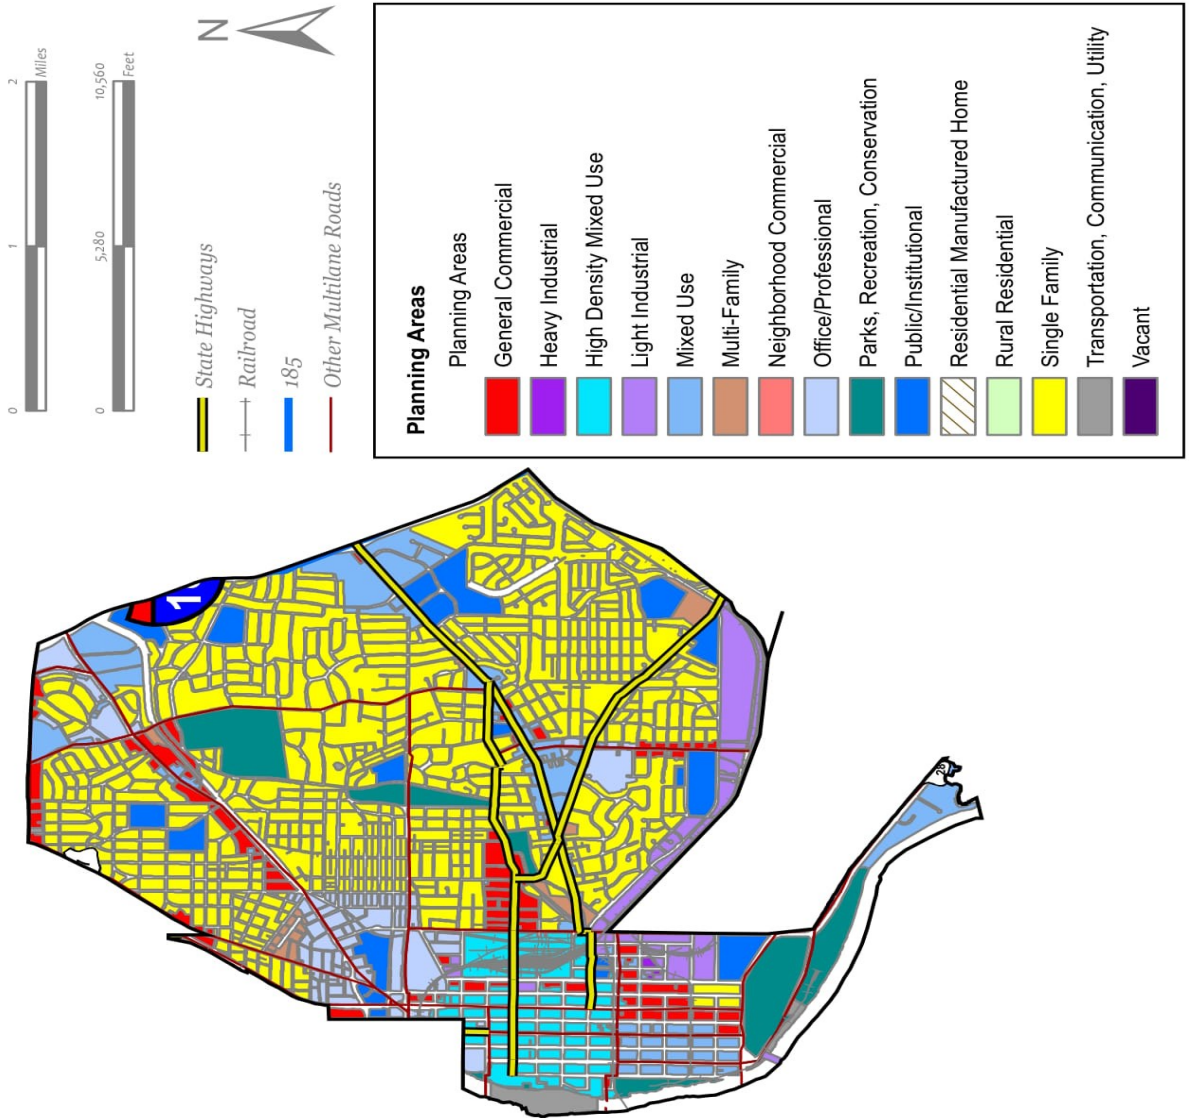 0
1
2
Miles
0
5,280
10,560
Feet
N
State Highways
Railroad
185
Other Multilane Roads
Planning Areas
Planning Areas
General Commercial
Heavy Industrial
High Density Mixed Use
Light Industrial
Mixed Use
Multi-Family
Neighborhood Commercial
Office/Professional
Parks, Recreation, Conservation
Public/Institutional
Residential Manufactured Home
Rural Residential
Single Family
Transportation, Communication, Utility
Vacant
1